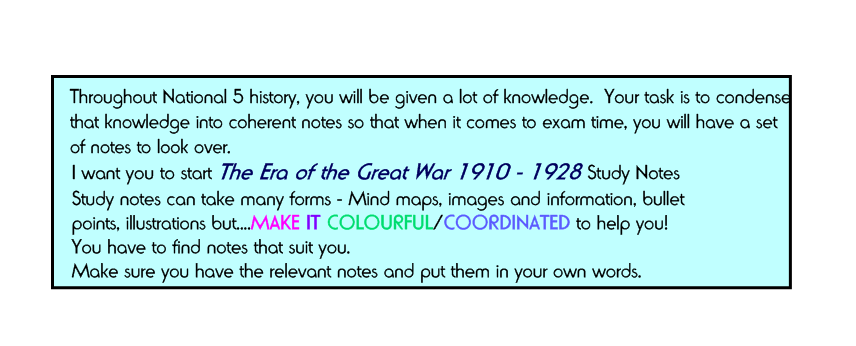 Throughout National 5 history, you will be given a lot of knowledge.  Your task is to condense
that knowledge into coherent notes so that when it comes to exam time, you will have a set
of notes to look over.
I want you to start The Era of the Great War 1910 - 1928 Study Notes
Study notes can take many forms - Mind maps, images and information, bullet
points, illustrations but....MAKE IT COLOURFUL/COORDINATED to help you!
You have to find notes that suit you.
Make sure you have the relevant notes and put them in your own words.